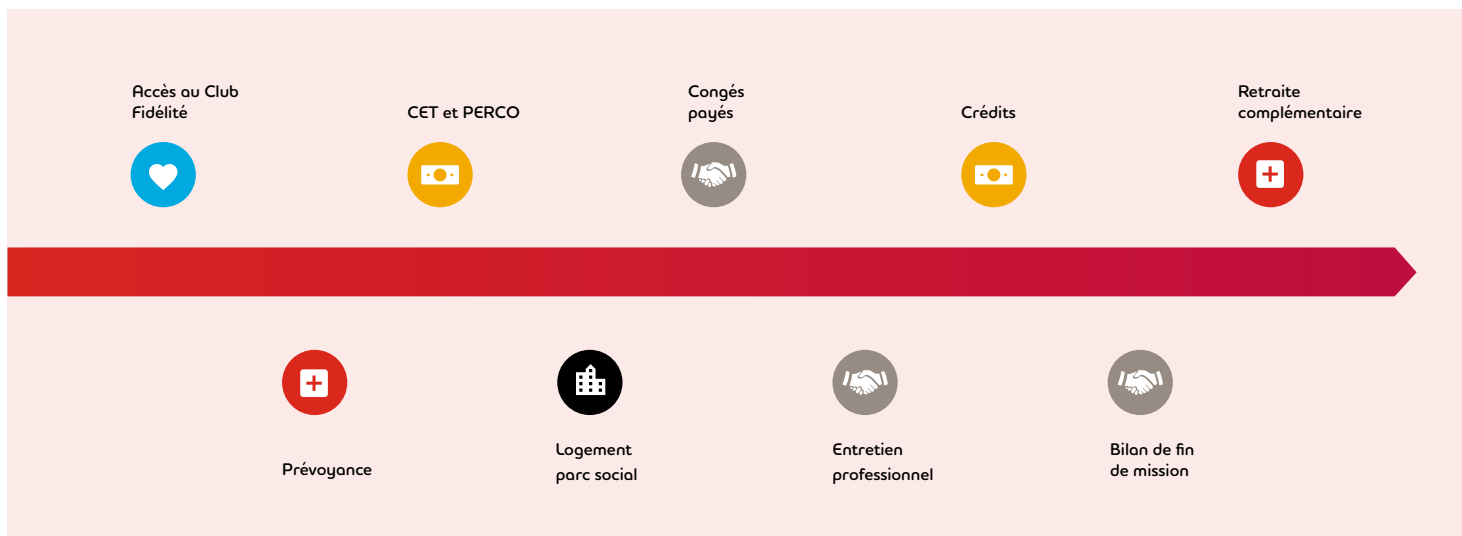 Accès au Club
Fidélité
CET et PERCO
Congés
payés
Crédits
Retraite
complémentaire
Prévoyance
Logement
parc social
Entretien
professionnel
Bilan de fin
de mission